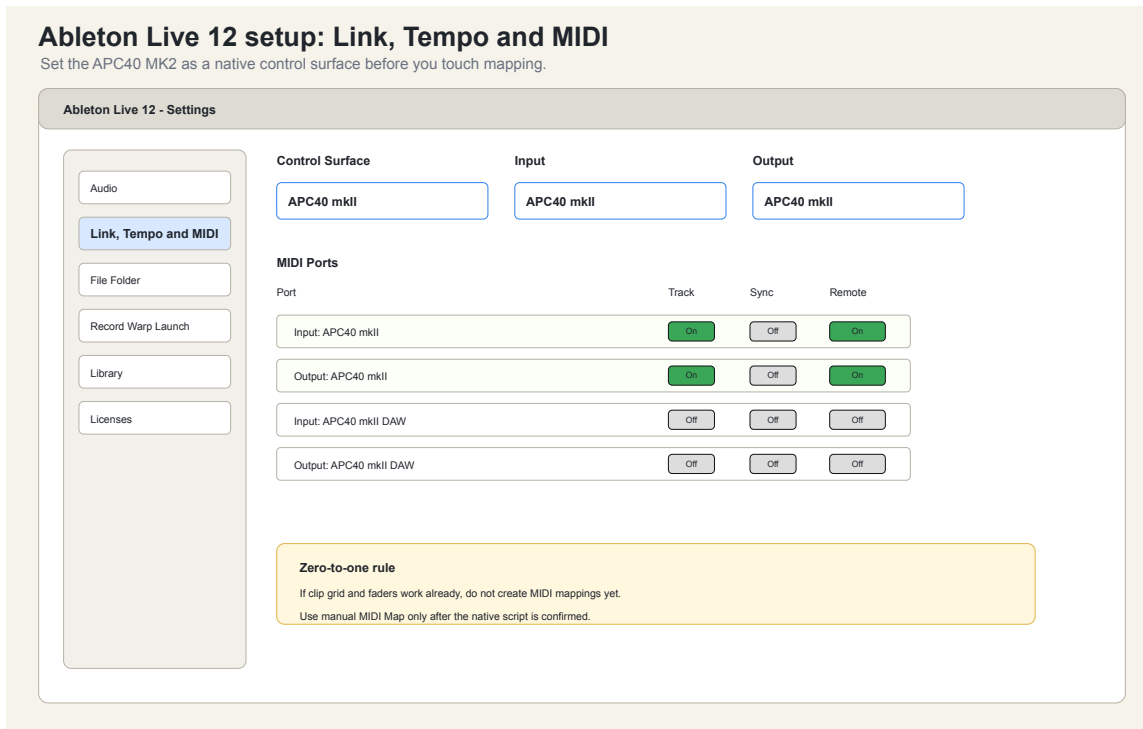 Ableton Live 12 setup: Link, Tempo and MIDI
Set the APC40 MK2 as a native control surface before you touch mapping.
Ableton Live 12 - Settings
Audio
Link, Tempo and MIDI
File Folder
Record Warp Launch
Library
Licenses
Control Surface Input Output
APC40 mkII APC40 mkII APC40 mkII
MIDI Ports
Port Track Sync Remote
Input: APC40 mkII On Off On
Output: APC40 mkII On Off On
Input: APC40 mkII DAW Off Off Off
Output: APC40 mkII DAW Off Off Off
Zero-to-one rule
If clip grid and faders work already, do not create MIDI mappings yet.
Use manual MIDI Map only after the native script is confirmed.